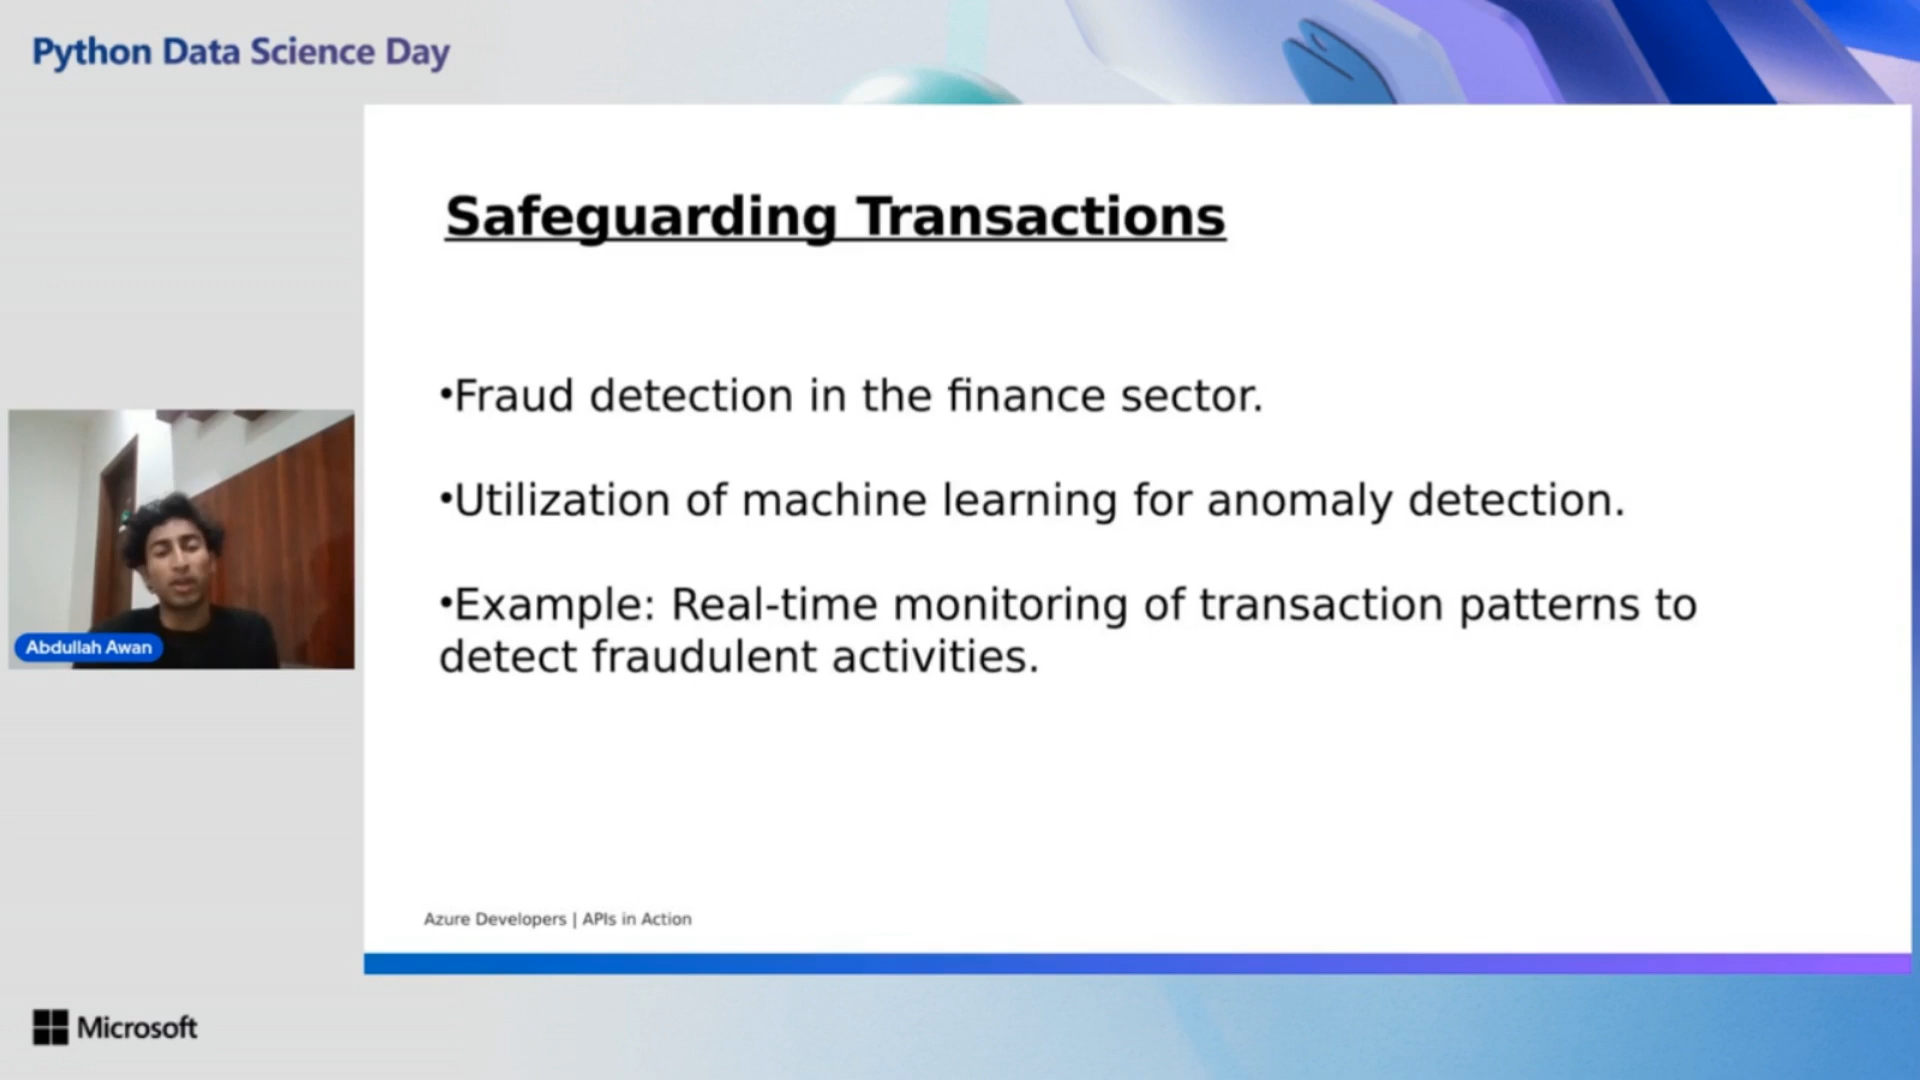 Python Data Science Day
Safeguarding Transactions
•Fraud detection in the finance sector.
•Utilization of machine learning for anomaly detection.
•Example: Real-time monitoring of transaction patterns to
detect fraudulent activities.
Abdullah Awan
Azure Developers | APIs in Action
Microsoft